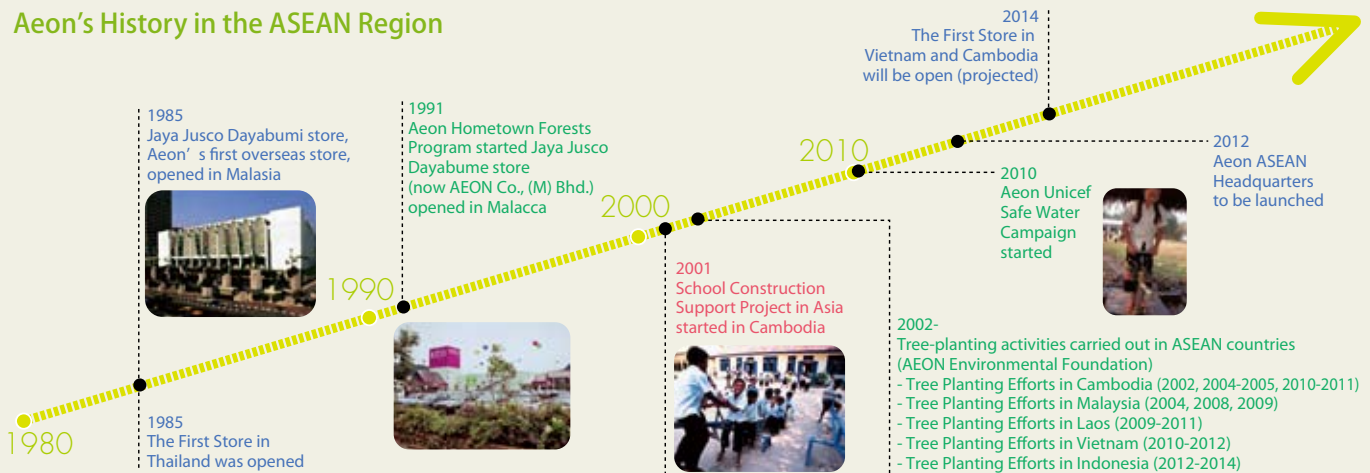 Aeon's History in the ASEAN Region
1980
1985
Jaya Jusco Dayabumi store,
Aeon' s first overseas store,
opened in Malasia
1985
The First Store in
Thailand was opened
1990
1991
Aeon Hometown Forests
Program started Jaya Jusco
Dayabume store
(now AEON Co., (M) Bhd.)
opened in Malacca
2000
2001
School Construction
Support Project in Asia
started in Cambodia
2002-
Tree-planting activities carried out in ASEAN countries
(AEON Environmental Foundation)
- Tree Planting Efforts in Cambodia (2002, 2004-2005, 2010-2011)
- Tree Planting Efforts in Malaysia (2004, 2008, 2009)
- Tree Planting Efforts in Laos (2009-2011)
- Tree Planting Efforts in Vietnam (2010-2012)
- Tree Planting Efforts in Indonesia (2012-2014)
2010
2010
Aeon Unicef
Safe Water
Campaign
started
2012
Aeon ASEAN
Headquarters
to be launched
2014
The First Store in
Vietnam and Cambodia
will be open (projected)